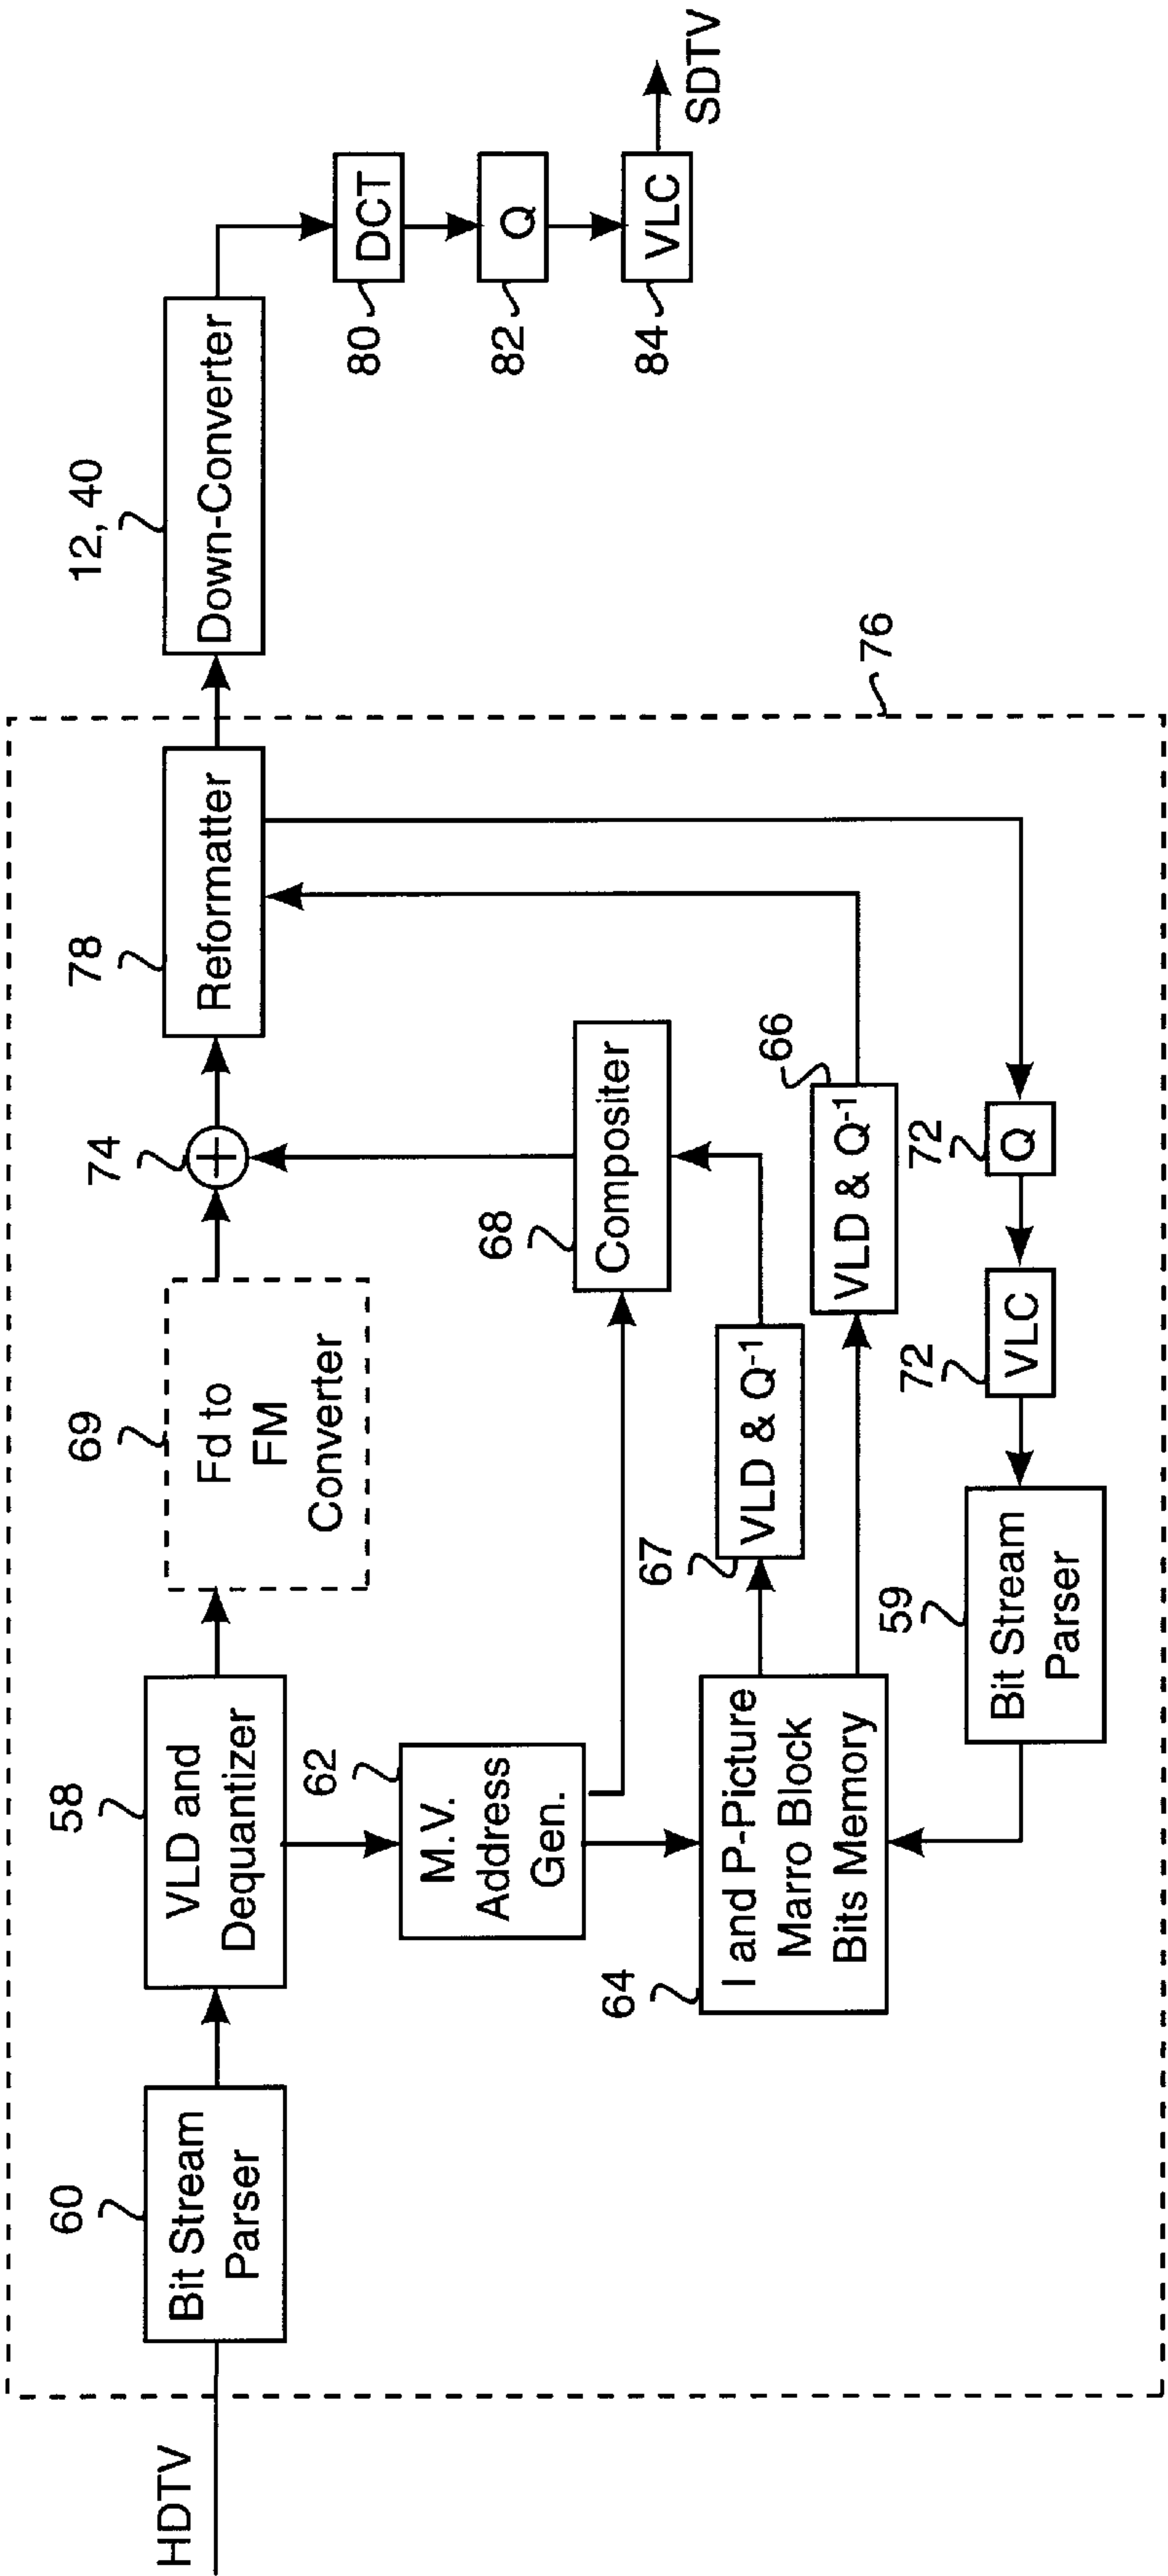 HDTV
60
Bit Stream
Parser
58
VLD and
Dequantizer
69
Fd to
FM
Converter
74
+
78
Reformatter
12, 40
Down-Converter
80
DCT
82
Q
84
VLC
SDTV
62
M.V.
Address
Gen.
68
Compositer
64
I and P-Picture
Marro Block
Bits Memory
67
VLD & Q-1
66
VLD & Q-1
59
Bit Stream
Parser
72
VLC
72
Q
76